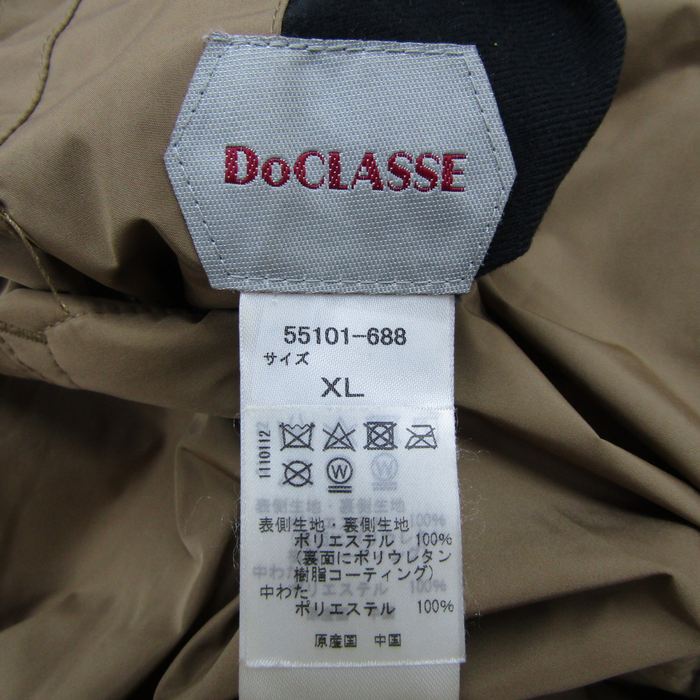 DoCLASSE
55101-688
サイズ
XL
1110112
W W
表側生地・裏側生地
ポリエステル 100%
(裏面にポリウレタン
樹脂コーティング)
中わた
ポリエステル 100%
原産国 中国